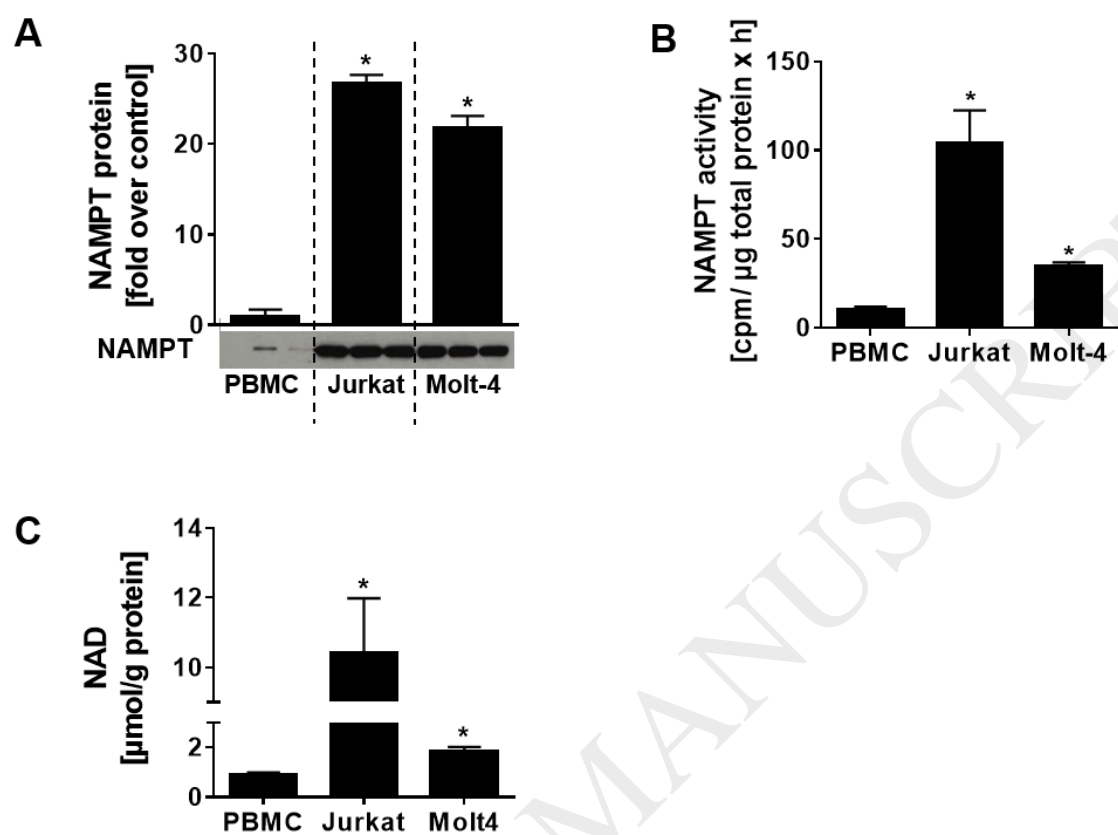 A
NAMPT protein
[fold over control]
30
20
10
0
*
*
NAMPT
PBMC Jurkat Molt-4
B
NAMPT activity
[cpm/ µg total protein x h]
150
100
50
0
*
*
PBMC Jurkat Molt-4
C
NAD
[µmol/g protein]
14
12
10
2
0
*
*
PBMC Jurkat Molt4
MANUSCRIPT